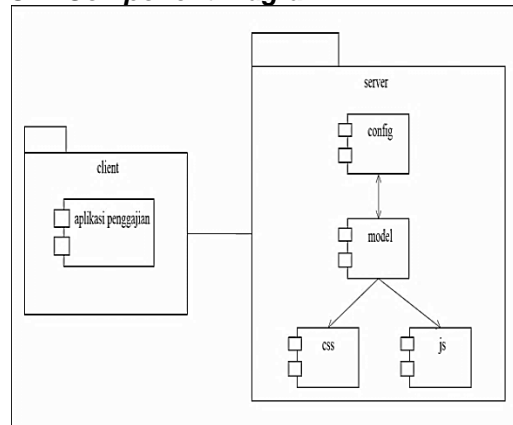 server
config
client
aplikasi penggajian
model
css
js